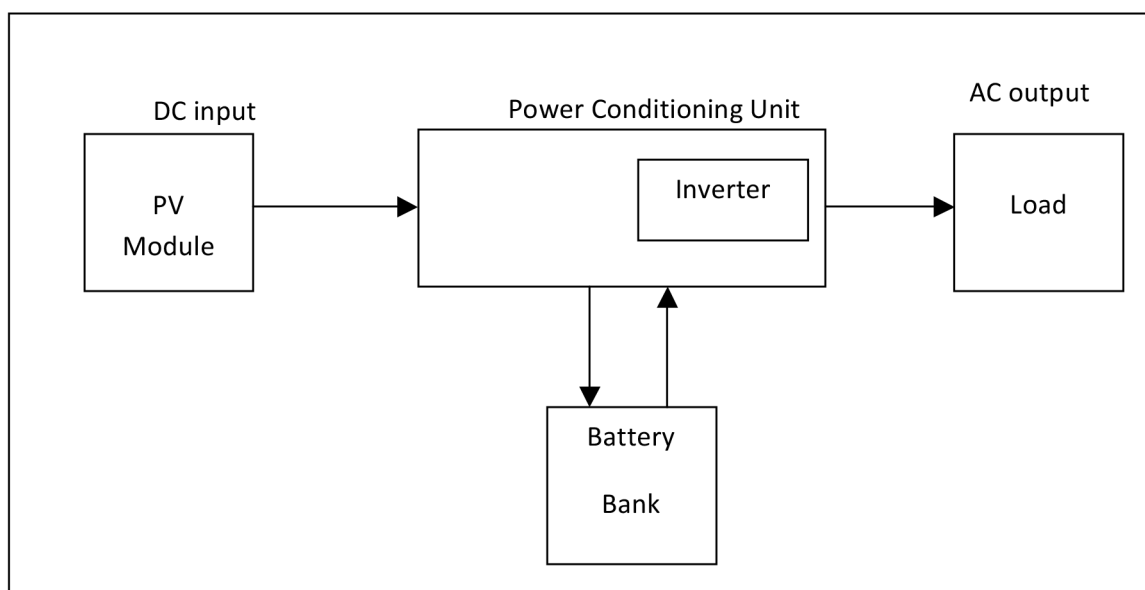 DC input
Power Conditioning Unit
AC output
PV
Module
Inverter
Load
Battery
Bank